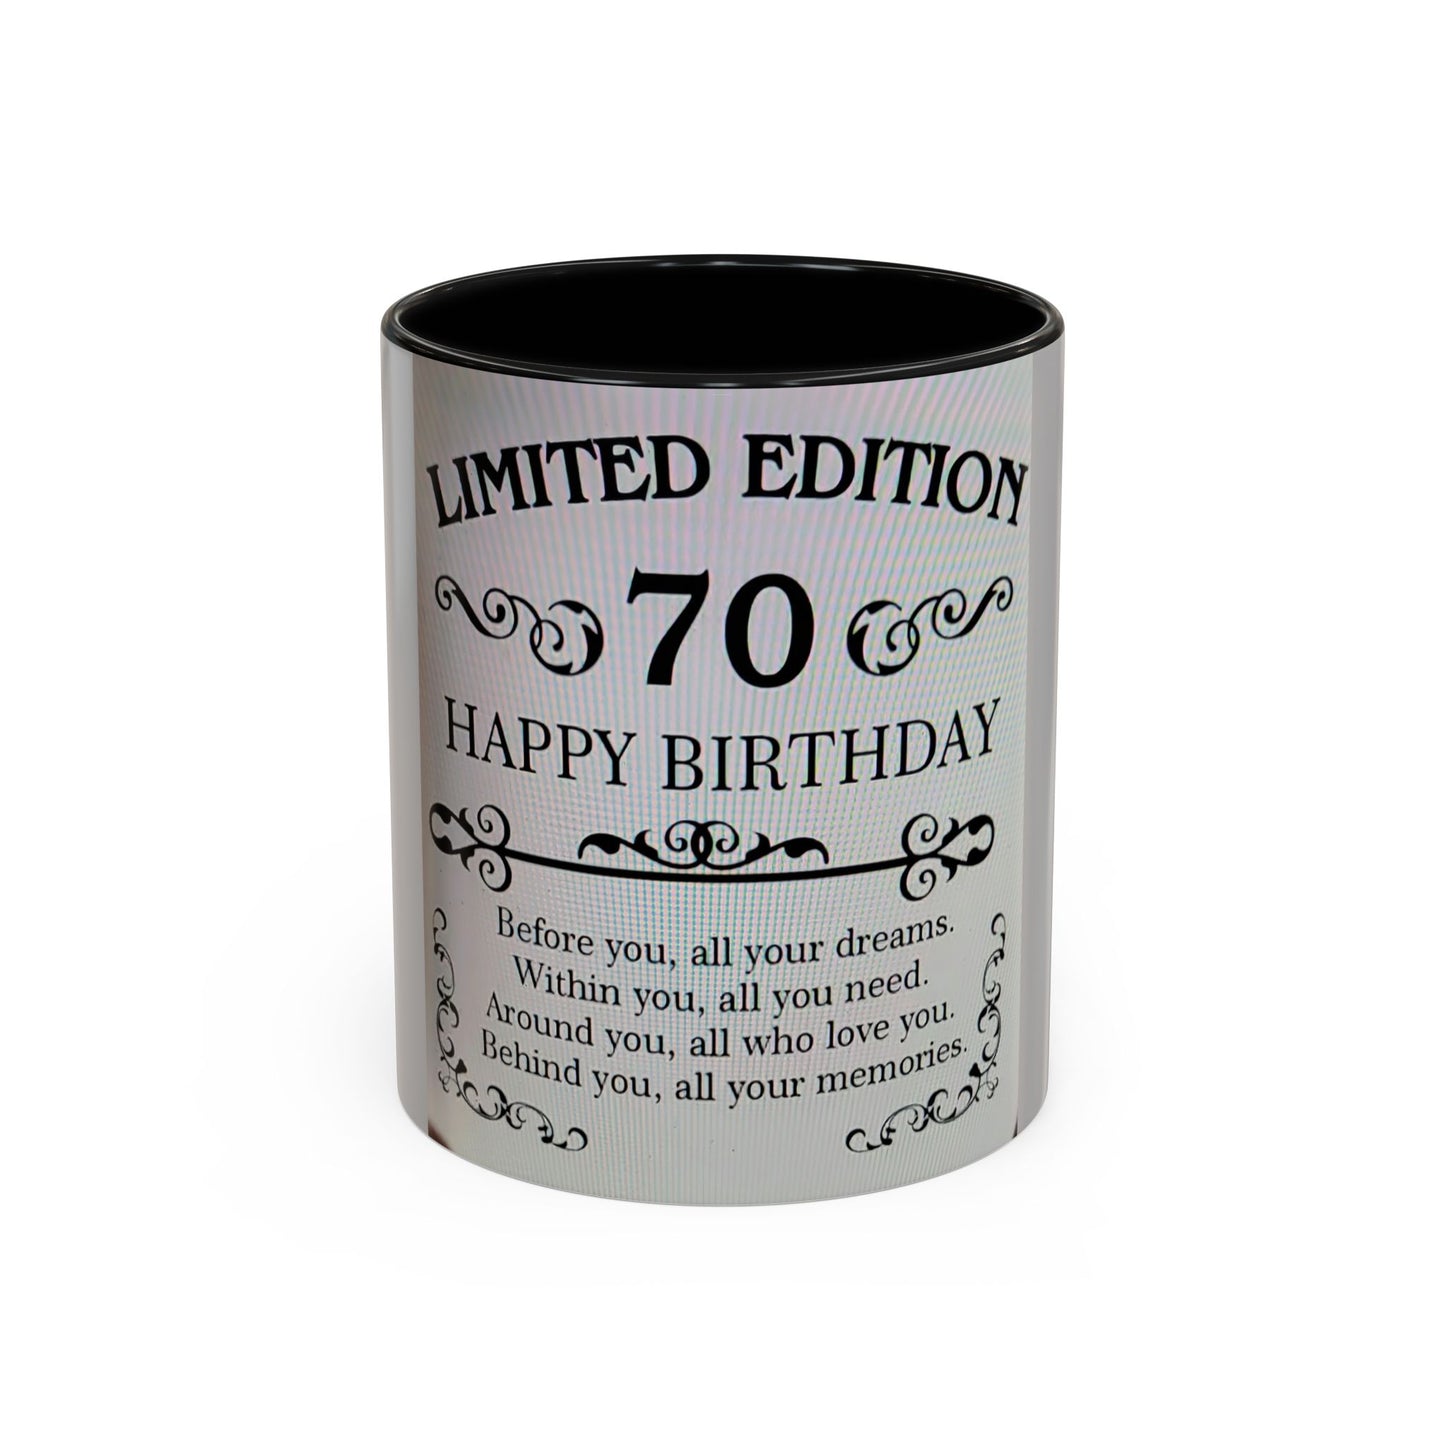 LIMITED EDITION
70
HAPPY BIRTHDAY
Before you, all your dreams.
Within you, all you need.
Around you, all who love you.
Behind you, all your memories.